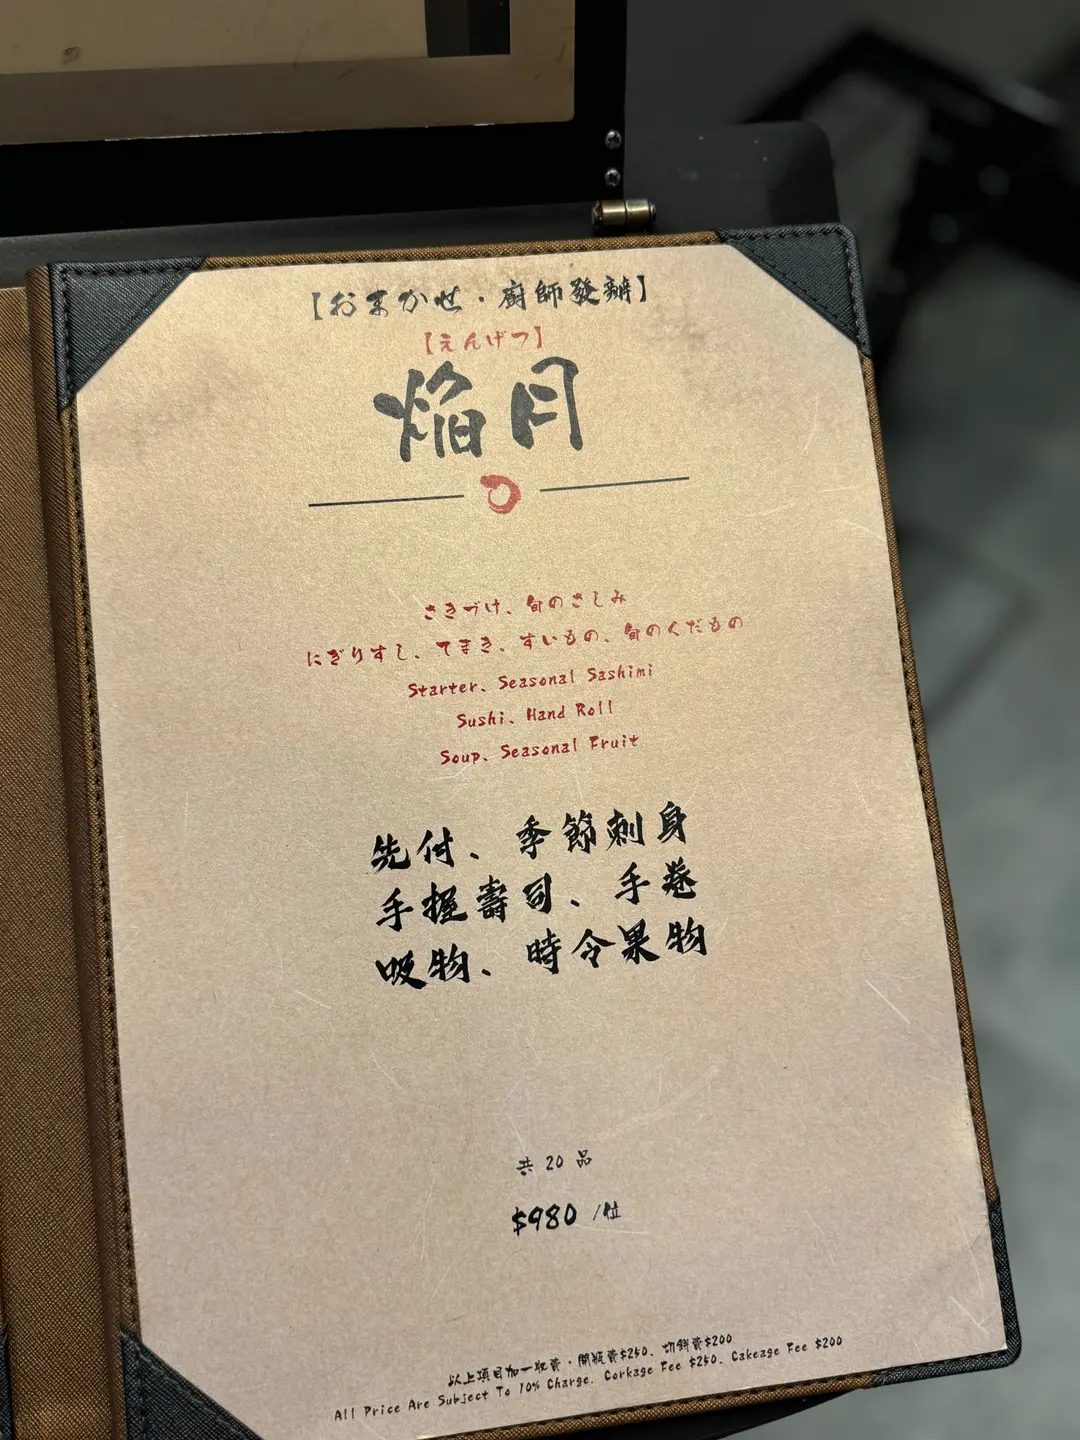 【おまかせ・廚師發辦】
【えんげつ】
焰月
さきづけ、旬のさしみ
にぎりすし、てまき、すいもの、旬のくだもの
Starter、Seasonal Sashimi
Sushi、Hand Roll
Soup、Seasonal Fruit
先付、季節刺身
手握壽司、手卷
吸物、時令果物
共 20 品
$980 /位
以上項目加一收費・開瓶費$250、切餅費$200
All Price Are Subject To 10% Charge. Corkage Fee $250、Cakeage Fee $200